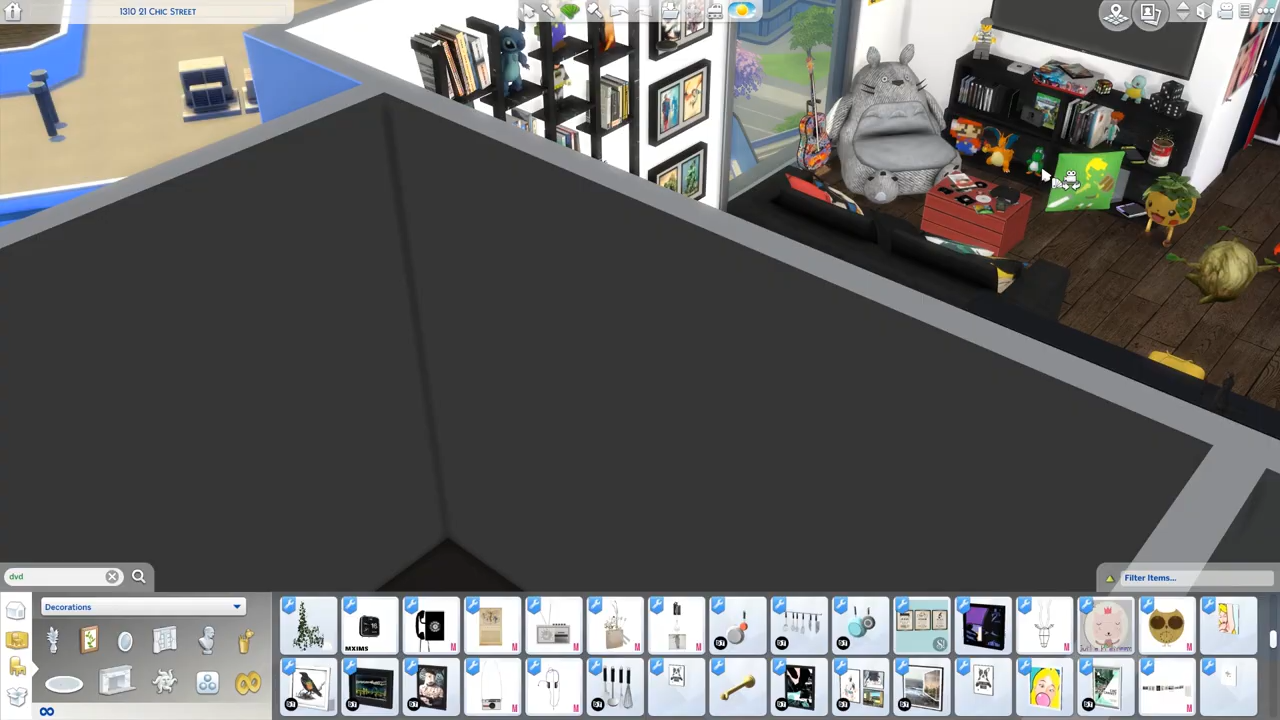 1310 21 CHIC STREET
dvd
Filter Items...
Decorations
MXIMS